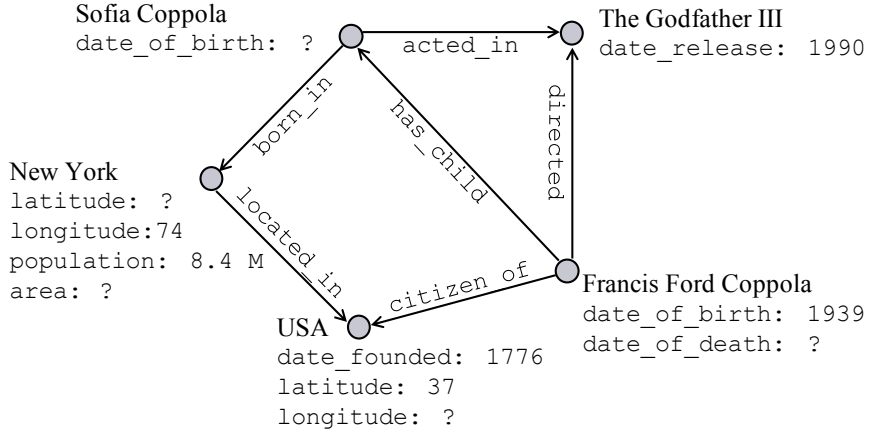 Sofia Coppola
date_of_birth: ?
acted_in
The Godfather III
date_release: 1990
born_in
has_child
directed
New York
latitude: ?
longitude:74
population: 8.4 M
area: ?
located_in
citizen of
Francis Ford Coppola
date_of_birth: 1939
date_of_death: ?
USA
date_founded: 1776
latitude: 37
longitude: ?